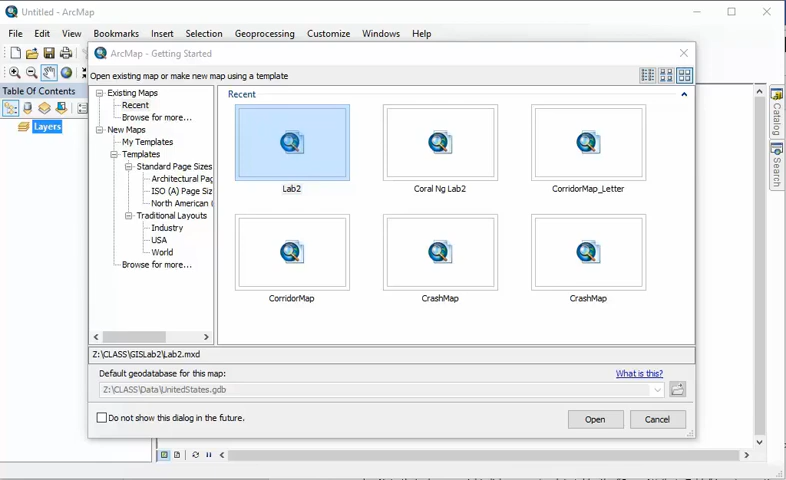 Untitled - ArcMap
File Edit View Bookmarks Insert Selection Geoprocessing Customize Windows Help
ArcMap - Getting Started
Open existing map or make new map using a template
Table Of Contents
Layers
Existing Maps
Recent
Browse for more...
New Maps
My Templates
Templates
Standard Page Sizes
Architectural Pag
ISO (A) Page Siz
North American (
Traditional Layouts
Industry
USA
World
Browse for more...
Recent
Lab2 Coral Ng Lab2 CorridorMap_Letter
CorridorMap CrashMap CrashMap
Catalog
Search
Z:\CLASS\GISLab2\Lab2.mxd
Default geodatabase for this map:
What is this?
Z:\CLASS\Data\UnitedStates.gdb
Do not show this dialog in the future.
Open Cancel